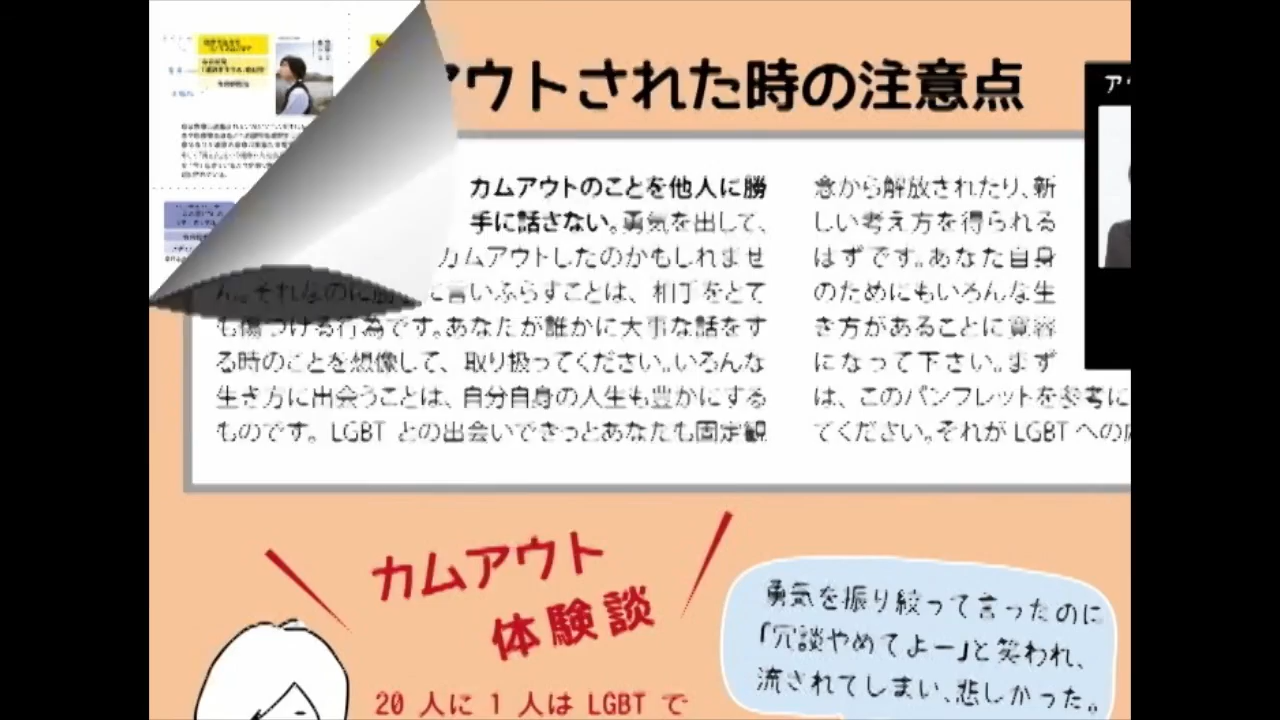 アウトされた時の注意点
カムアウトのことを他人に勝
手に話さない。勇気を出して、
カムアウトしたのかもしれませ
ん。それなのに勝手に言いふらすことは、相手をとて
も傷つける行為です。あなたが誰かに大事な話をす
る時のことを想像して、取り扱ってください。いろんな
生き方に出会うことは、自分自身の人生も豊かにする
ものです。LGBT との出会いできっとあなたも固定観
念から解放されたり、新
しい考え方を得られる
はずです。あなた自身
のためにもいろんな生
き方があることに寛容
になって下さい。まず
は、このパンフレットを参考に
てください。それが LGBT への
カムアウト
体験談
20 人に 1 人は LGBT で
勇気を振り絞って言ったのに
「冗談やめてよー」と笑われ、
流されてしまい、悲しかった。